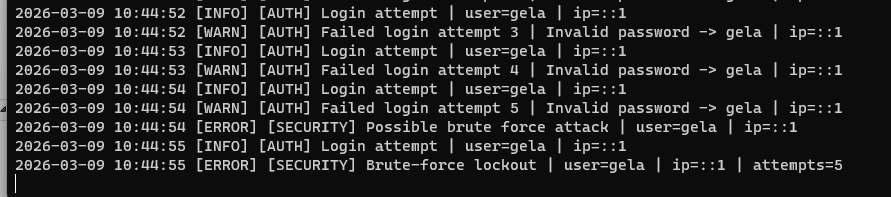 2026-03-09 10:44:52 [INFO] [AUTH] Login attempt | user=gela | ip=::1
2026-03-09 10:44:52 [WARN] [AUTH] Failed login attempt 3 | Invalid password -> gela | ip=::1
2026-03-09 10:44:53 [INFO] [AUTH] Login attempt | user=gela | ip=::1
2026-03-09 10:44:53 [WARN] [AUTH] Failed login attempt 4 | Invalid password -> gela | ip=::1
2026-03-09 10:44:54 [INFO] [AUTH] Login attempt | user=gela | ip=::1
2026-03-09 10:44:54 [WARN] [AUTH] Failed login attempt 5 | Invalid password -> gela | ip=::1
2026-03-09 10:44:54 [ERROR] [SECURITY] Possible brute force attack | user=gela | ip=::1
2026-03-09 10:44:55 [INFO] [AUTH] Login attempt | user=gela | ip=::1
2026-03-09 10:44:55 [ERROR] [SECURITY] Brute-force lockout | user=gela | ip=::1 | attempts=5